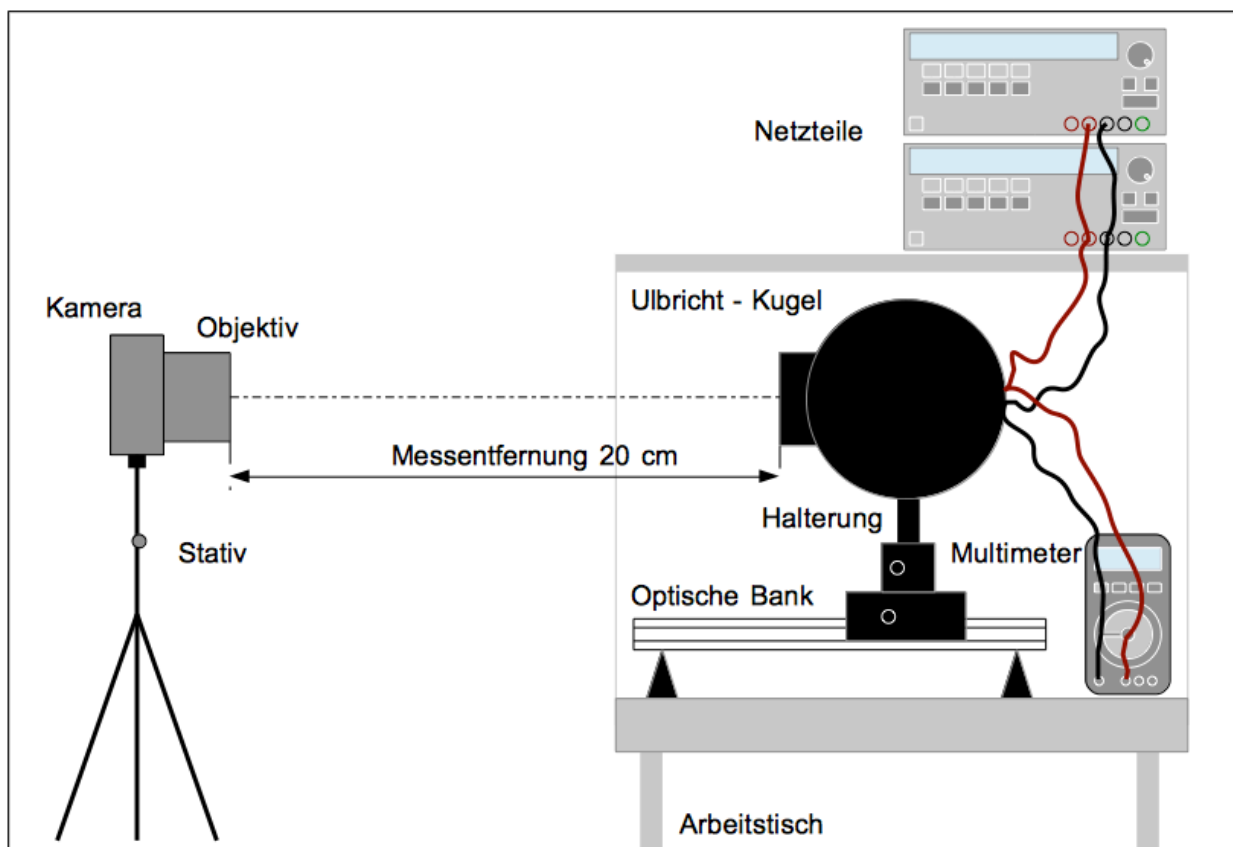 Netzteile
Ulbricht - Kugel
Kamera
Objektiv
Messentfernung 20 cm
Halterung
Multimeter
Stativ
Optische Bank
Arbeitstisch